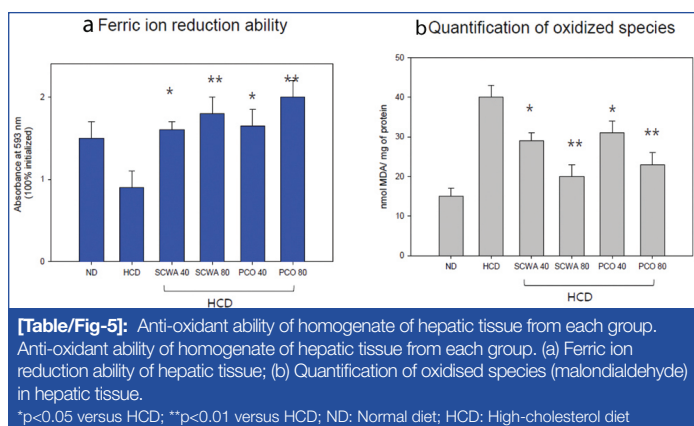 a Ferric ion reduction ability
Absorbance at 593 nm
(100% initialized)
2
1
0
*
**
*
**
ND
HCD
SCWA 40
SCWA 80
PCO 40
PCO 80
HCD
b Quantification of oxidized species
nmol MDA/ mg of protein
50
40
30
20
10
0
*
**
*
**
ND
HCD
SCWA 40
SCWA 80
PCO 40
PCO 80
HCD
[Table/Fig-5]: Anti-oxidant ability of homogenate of hepatic tissue from each group.
Anti-oxidant ability of homogenate of hepatic tissue from each group. (a) Ferric ion
reduction ability of hepatic tissue; (b) Quantification of oxidised species (malondialdehyde)
in hepatic tissue.
*p<0.05 versus HCD; **p<0.01 versus HCD; ND: Normal diet; HCD: High-cholesterol diet